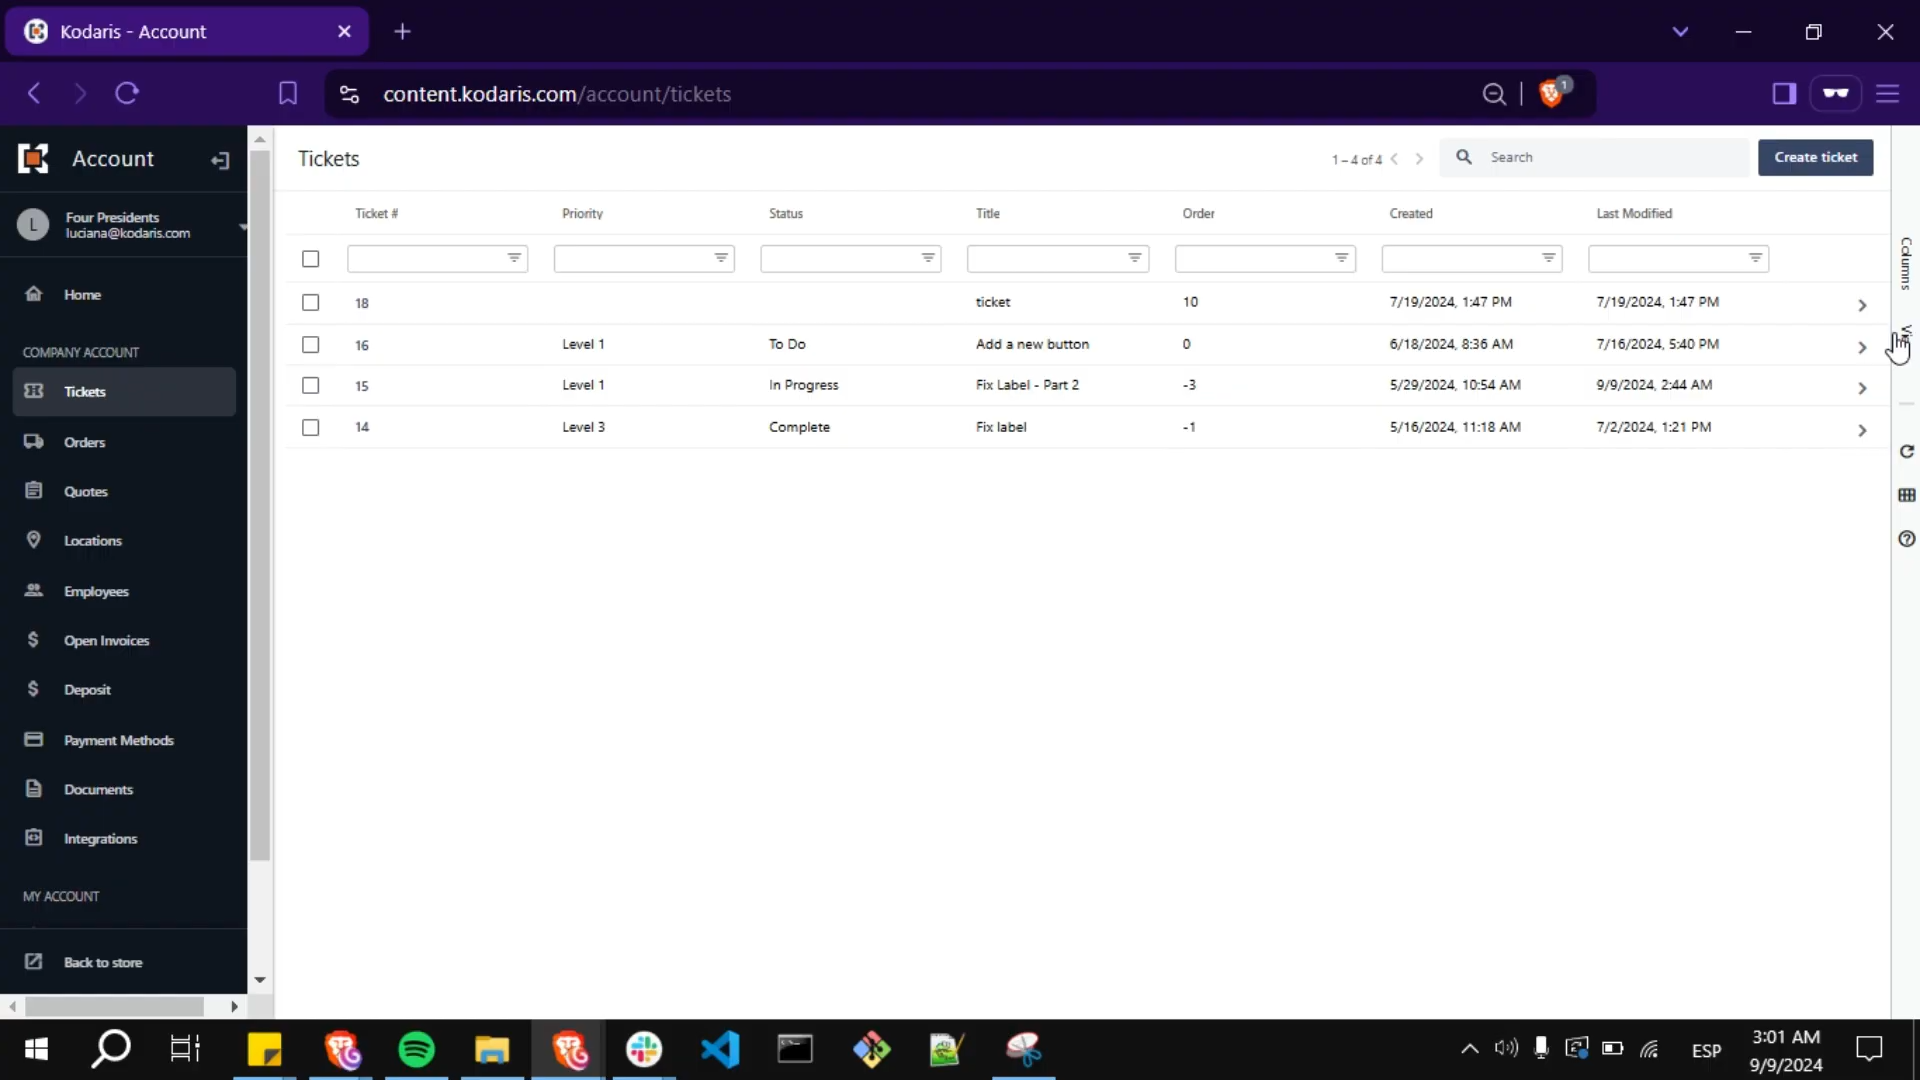 Kodaris - Account
content.kodaris.com/account/tickets
1
Account
Tickets
1 – 4 of 4
Search
Create ticket
L
Four Presidents
luciana@kodaris.com
Ticket #
Priority
Status
Title
Order
Created
Last Modified
Columns
Home
18
ticket
10
7/19/2024, 1:47 PM
7/19/2024, 1:47 PM
16
Level 1
To Do
Add a new button
0
6/18/2024, 8:36 AM
7/16/2024, 5:40 PM
COMPANY ACCOUNT
Tickets
15
Level 1
In Progress
Fix Label - Part 2
-3
5/29/2024, 10:54 AM
9/9/2024, 2:44 AM
14
Level 3
Complete
Fix label
-1
5/16/2024, 11:18 AM
7/2/2024, 1:21 PM
Orders
Quotes
Locations
Employees
Open Invoices
Deposit
Payment Methods
Documents
Integrations
MY ACCOUNT
Back to store
ESP
3:01 AM
9/9/2024